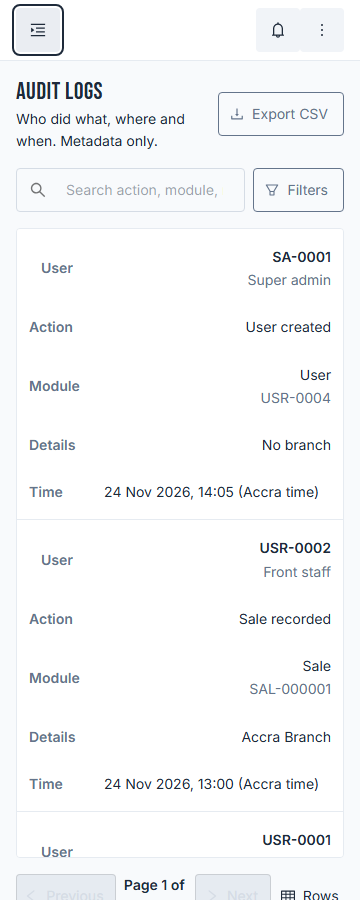 AUDIT LOGS
Who did what, where and
when. Metadata only.
Export CSV
Search action, module,
Filters
User
SA-0001
Super admin
Action
User created
Module
User
USR-0004
Details
No branch
Time
24 Nov 2026, 14:05 (Accra time)
User
USR-0002
Front staff
Action
Sale recorded
Module
Sale
SAL-000001
Details
Accra Branch
Time
24 Nov 2026, 13:00 (Accra time)
User
USR-0001
Previous
Page 1 of
Next
Rows